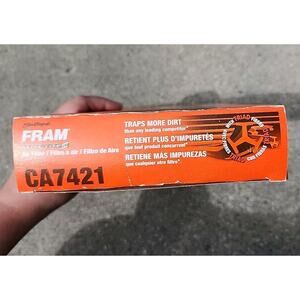 FRAM
Air Filter / Filtre à air / Filtro de Aire
CA7421
TRAPS MORE DIRT
than any leading competitor*
RETIENT PLUS D'IMPURETÉS
que tout produit concurrent*
RETIENE MÁS IMPUREZAS
que cualquier otro filtro*
TRIAD